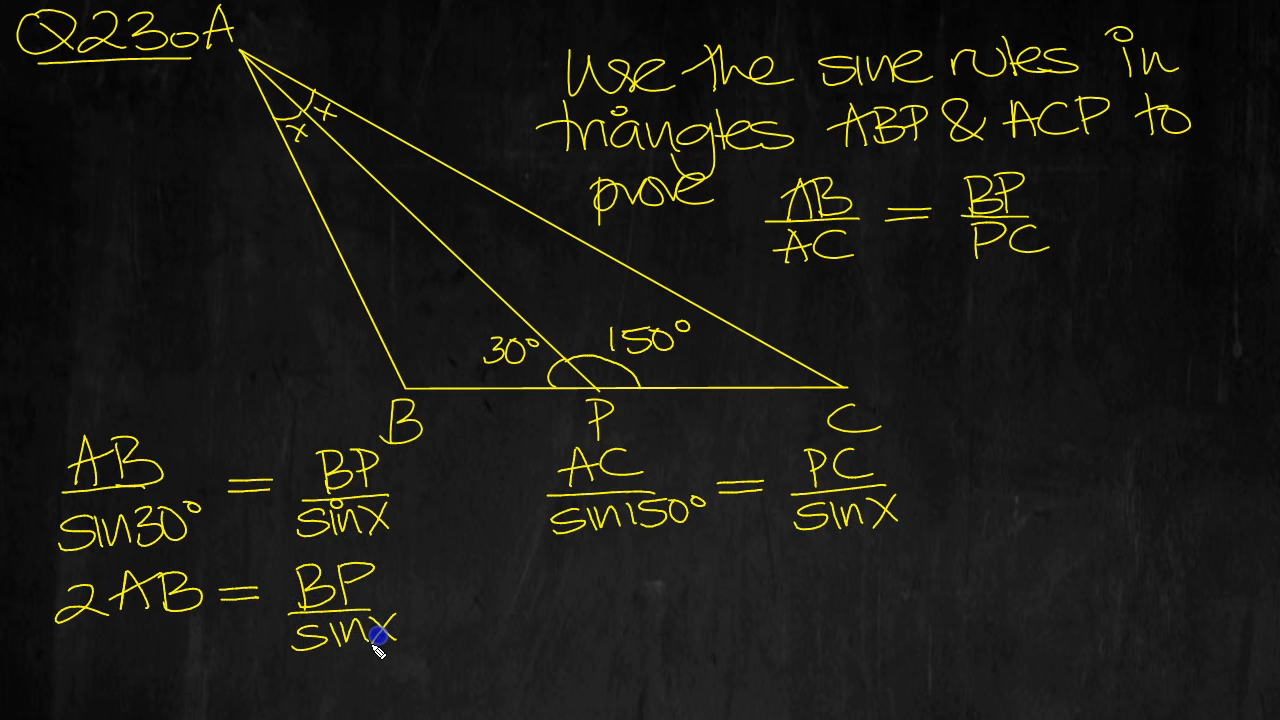 Q230 A
Use the sine rules in
triangles ABP & ACP to
prove AB/AC = BP/PC
x
x
30° 150°
B P C
AB/sin30° = BP/sinx
AC/sin150° = PC/sinx
2AB = BP/sinx